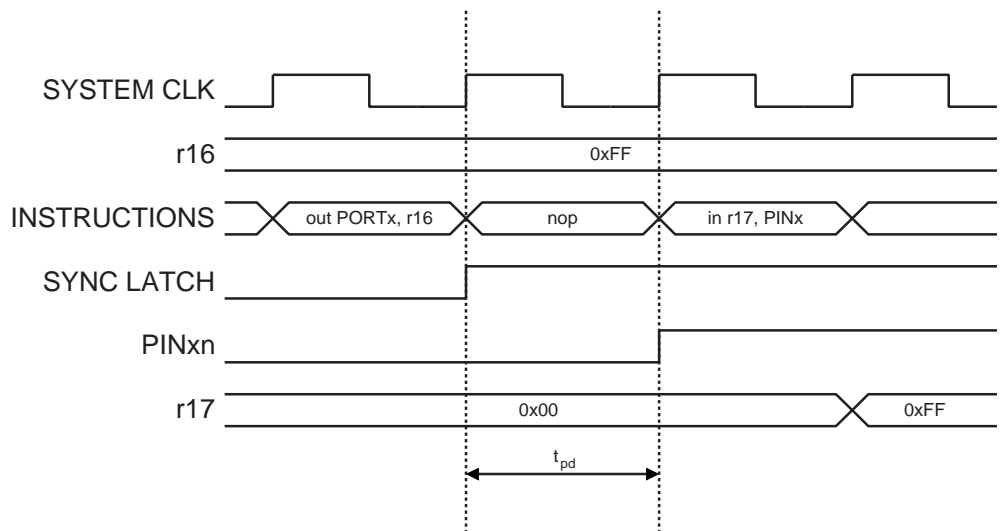 SYSTEM CLK
r16
0xFF
INSTRUCTIONS
out PORTx, r16
nop
in r17, PINx
SYNC LATCH
PINxn
r17
0x00
0xFF
tpd